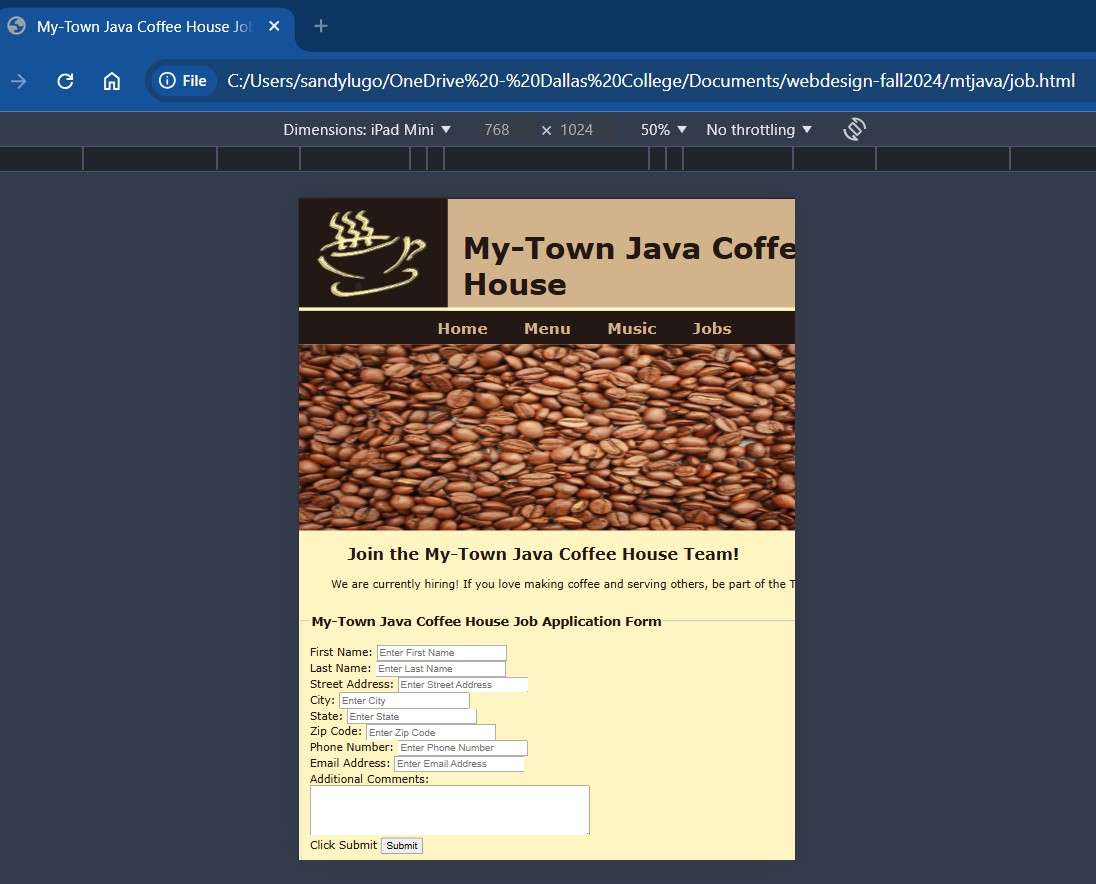 My-Town Java Coffee House Jo
File
C:/Users/sandylugo/OneDrive%20-%20Dallas%20College/Documents/webdesign-fall2024/mtjava/job.html
Dimensions: iPad Mini 768 × 1024 50% No throttling
My-Town Java Coffe
House
Home Menu Music Jobs
Join the My-Town Java Coffee House Team!
We are currently hiring! If you love making coffee and serving others, be part of the T
My-Town Java Coffee House Job Application Form
First Name: Enter First Name
Last Name: Enter Last Name
Street Address: Enter Street Address
City: Enter City
State: Enter State
Zip Code: Enter Zip Code
Phone Number: Enter Phone Number
Email Address: Enter Email Address
Additional Comments:
Click Submit Submit